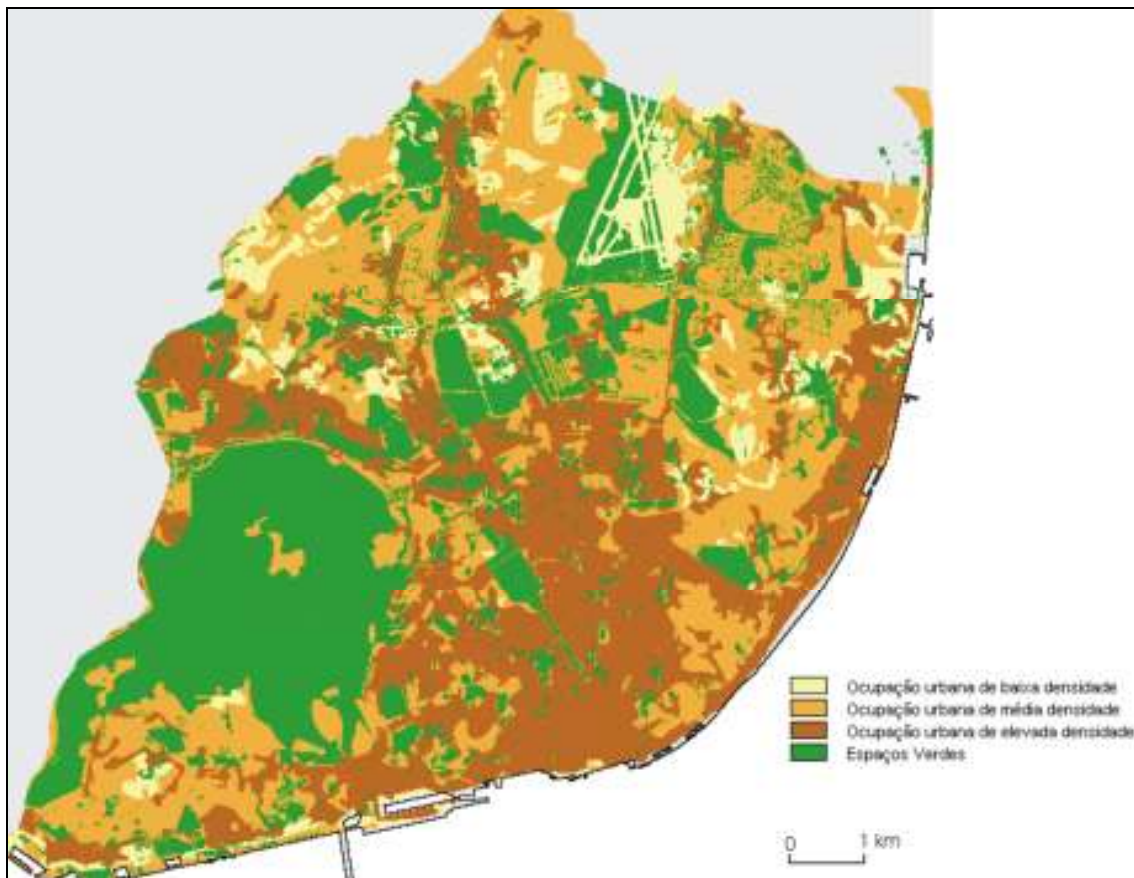 Ocupação urbana de baixa densidade
Ocupação urbana de média densidade
Ocupação urbana de elevada densidade
Espaços Verdes
0 1 km